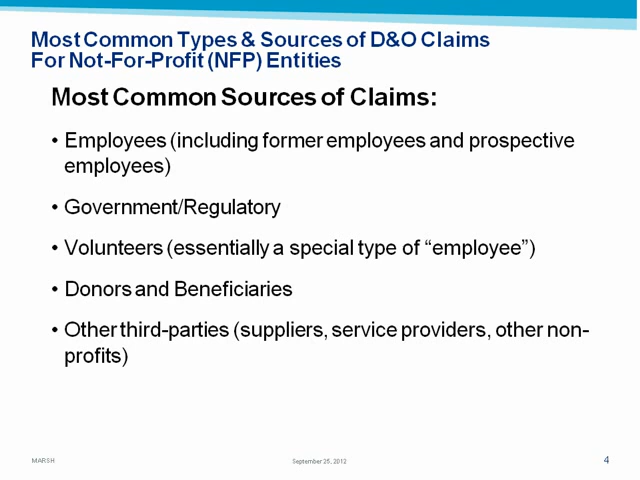 Most Common Types & Sources of D&O Claims
For Not-For-Profit (NFP) Entities
Most Common Sources of Claims:
• Employees (including former employees and prospective
employees)
• Government/Regulatory
• Volunteers (essentially a special type of “employee”)
• Donors and Beneficiaries
• Other third-parties (suppliers, service providers, other non-
profits)
MARSH September 25, 2012 4